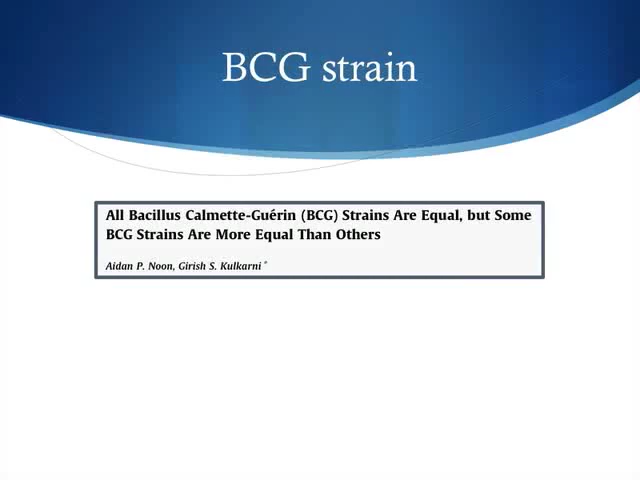 BCG strain
All Bacillus Calmette-Guérin (BCG) Strains Are Equal, but Some
BCG Strains Are More Equal Than Others
Aidan P. Noon, Girish S. Kulkarni *